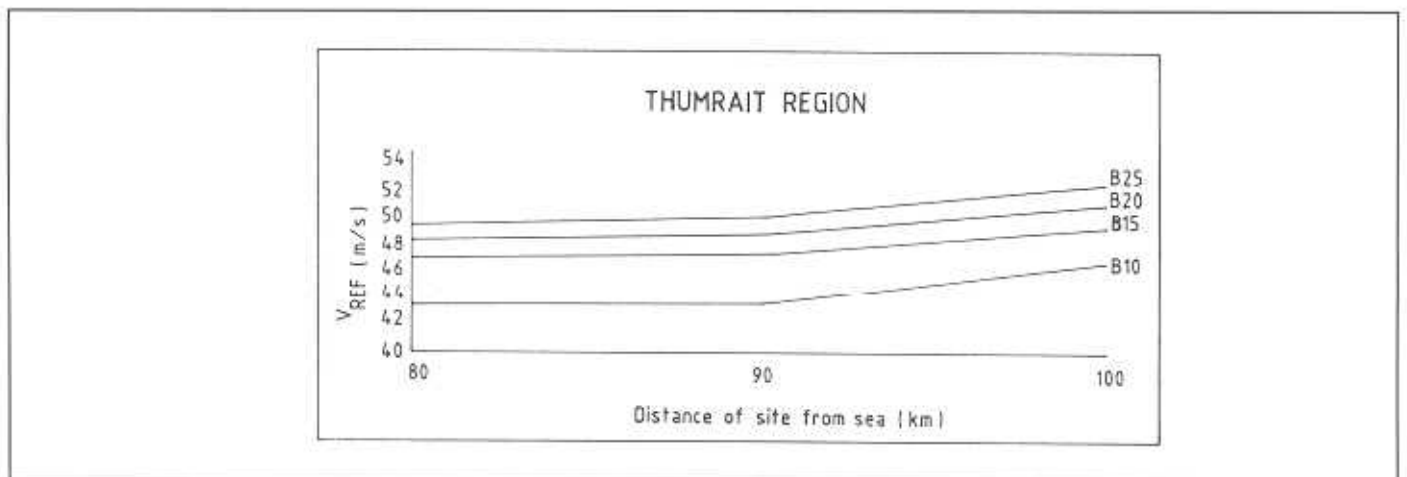 THUMRAIT REGION
54
52
50
48
46
44
42
40
V_REF (m/s)
B25
B20
B15
B10
80 90 100
Distance of site from sea (km)